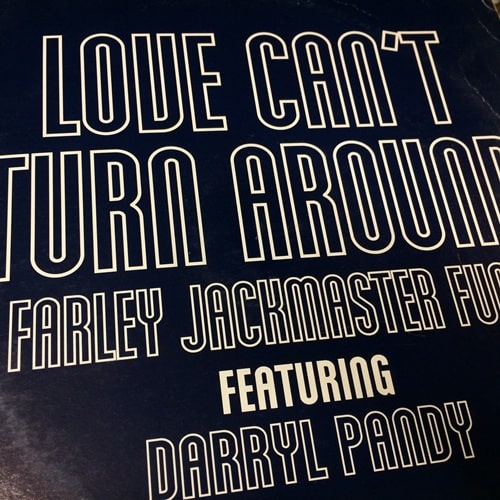 LOVE CAN'T
TURN AROUND
FARLEY JACKMASTER FU
FEATURING
DARRYL PANDY